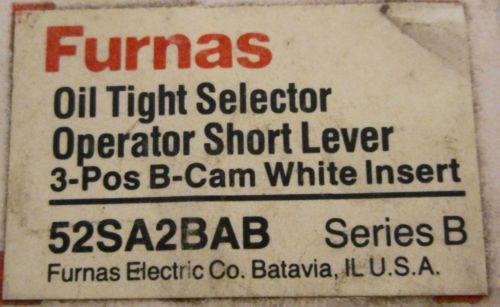 Furnas
Oil Tight Selector
Operator Short Lever
3-Pos B-Cam White Insert
52SA2BAB Series B
Furnas Electric Co. Batavia, IL U.S.A.